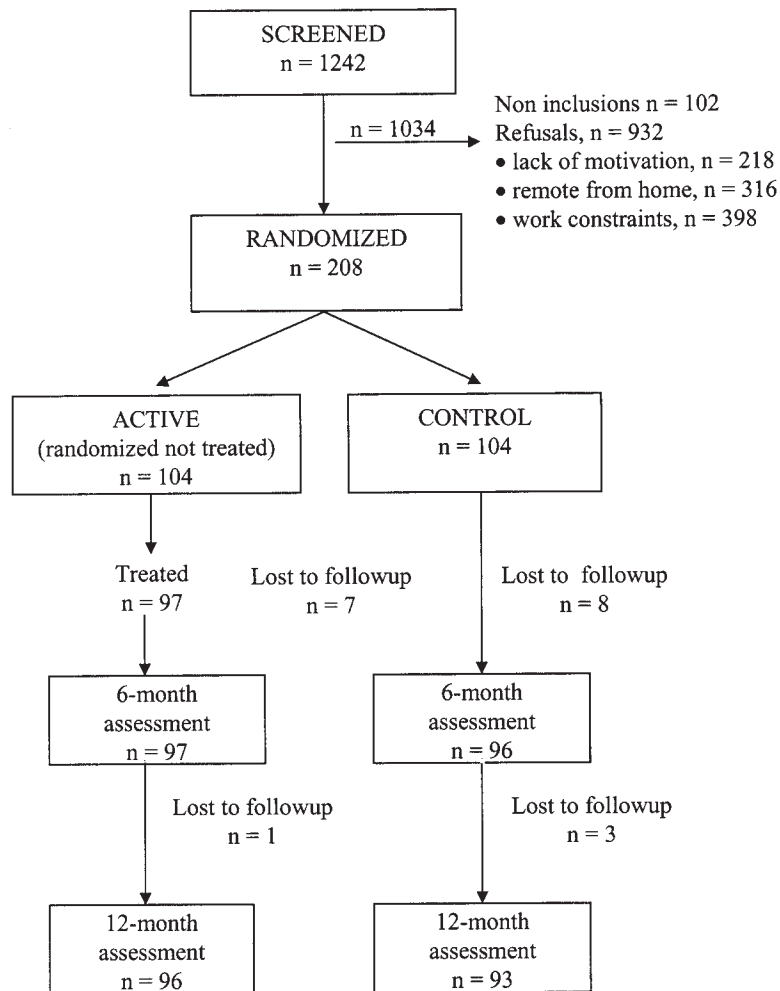 SCREENED
n = 1242
n = 1034
Non inclusions n = 102
Refusals, n = 932
• lack of motivation, n = 218
• remote from home, n = 316
• work constraints, n = 398
RANDOMIZED
n = 208
ACTIVE
(randomized not treated)
n = 104
CONTROL
n = 104
Treated
n = 97
Lost to followup
n = 7
Lost to followup
n = 8
6-month
assessment
n = 97
6-month
assessment
n = 96
Lost to followup
n = 1
Lost to followup
n = 3
12-month
assessment
n = 96
12-month
assessment
n = 93